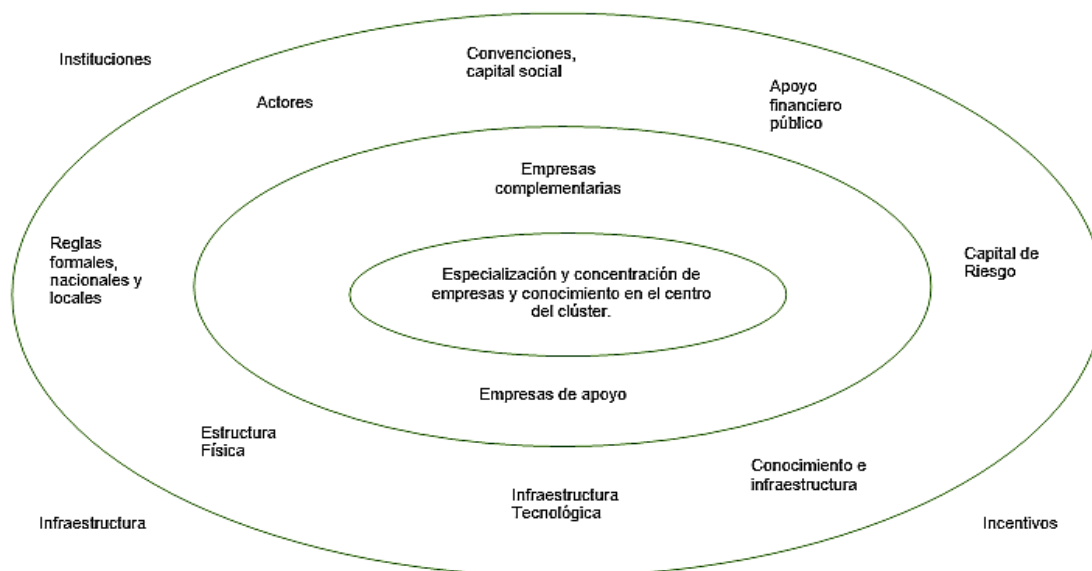 Instituciones
Convenciones,
capital social
Actores
Apoyo
financiero
público
Empresas
complementarias
Reglas
formales,
nacionales y
locales
Capital de
Riesgo
Especialización y concentración de
empresas y conocimiento en el centro
del clúster.
Empresas de apoyo
Estructura
Física
Conocimiento e
infraestructura
Infraestructura
Tecnológica
Infraestructura
Incentivos